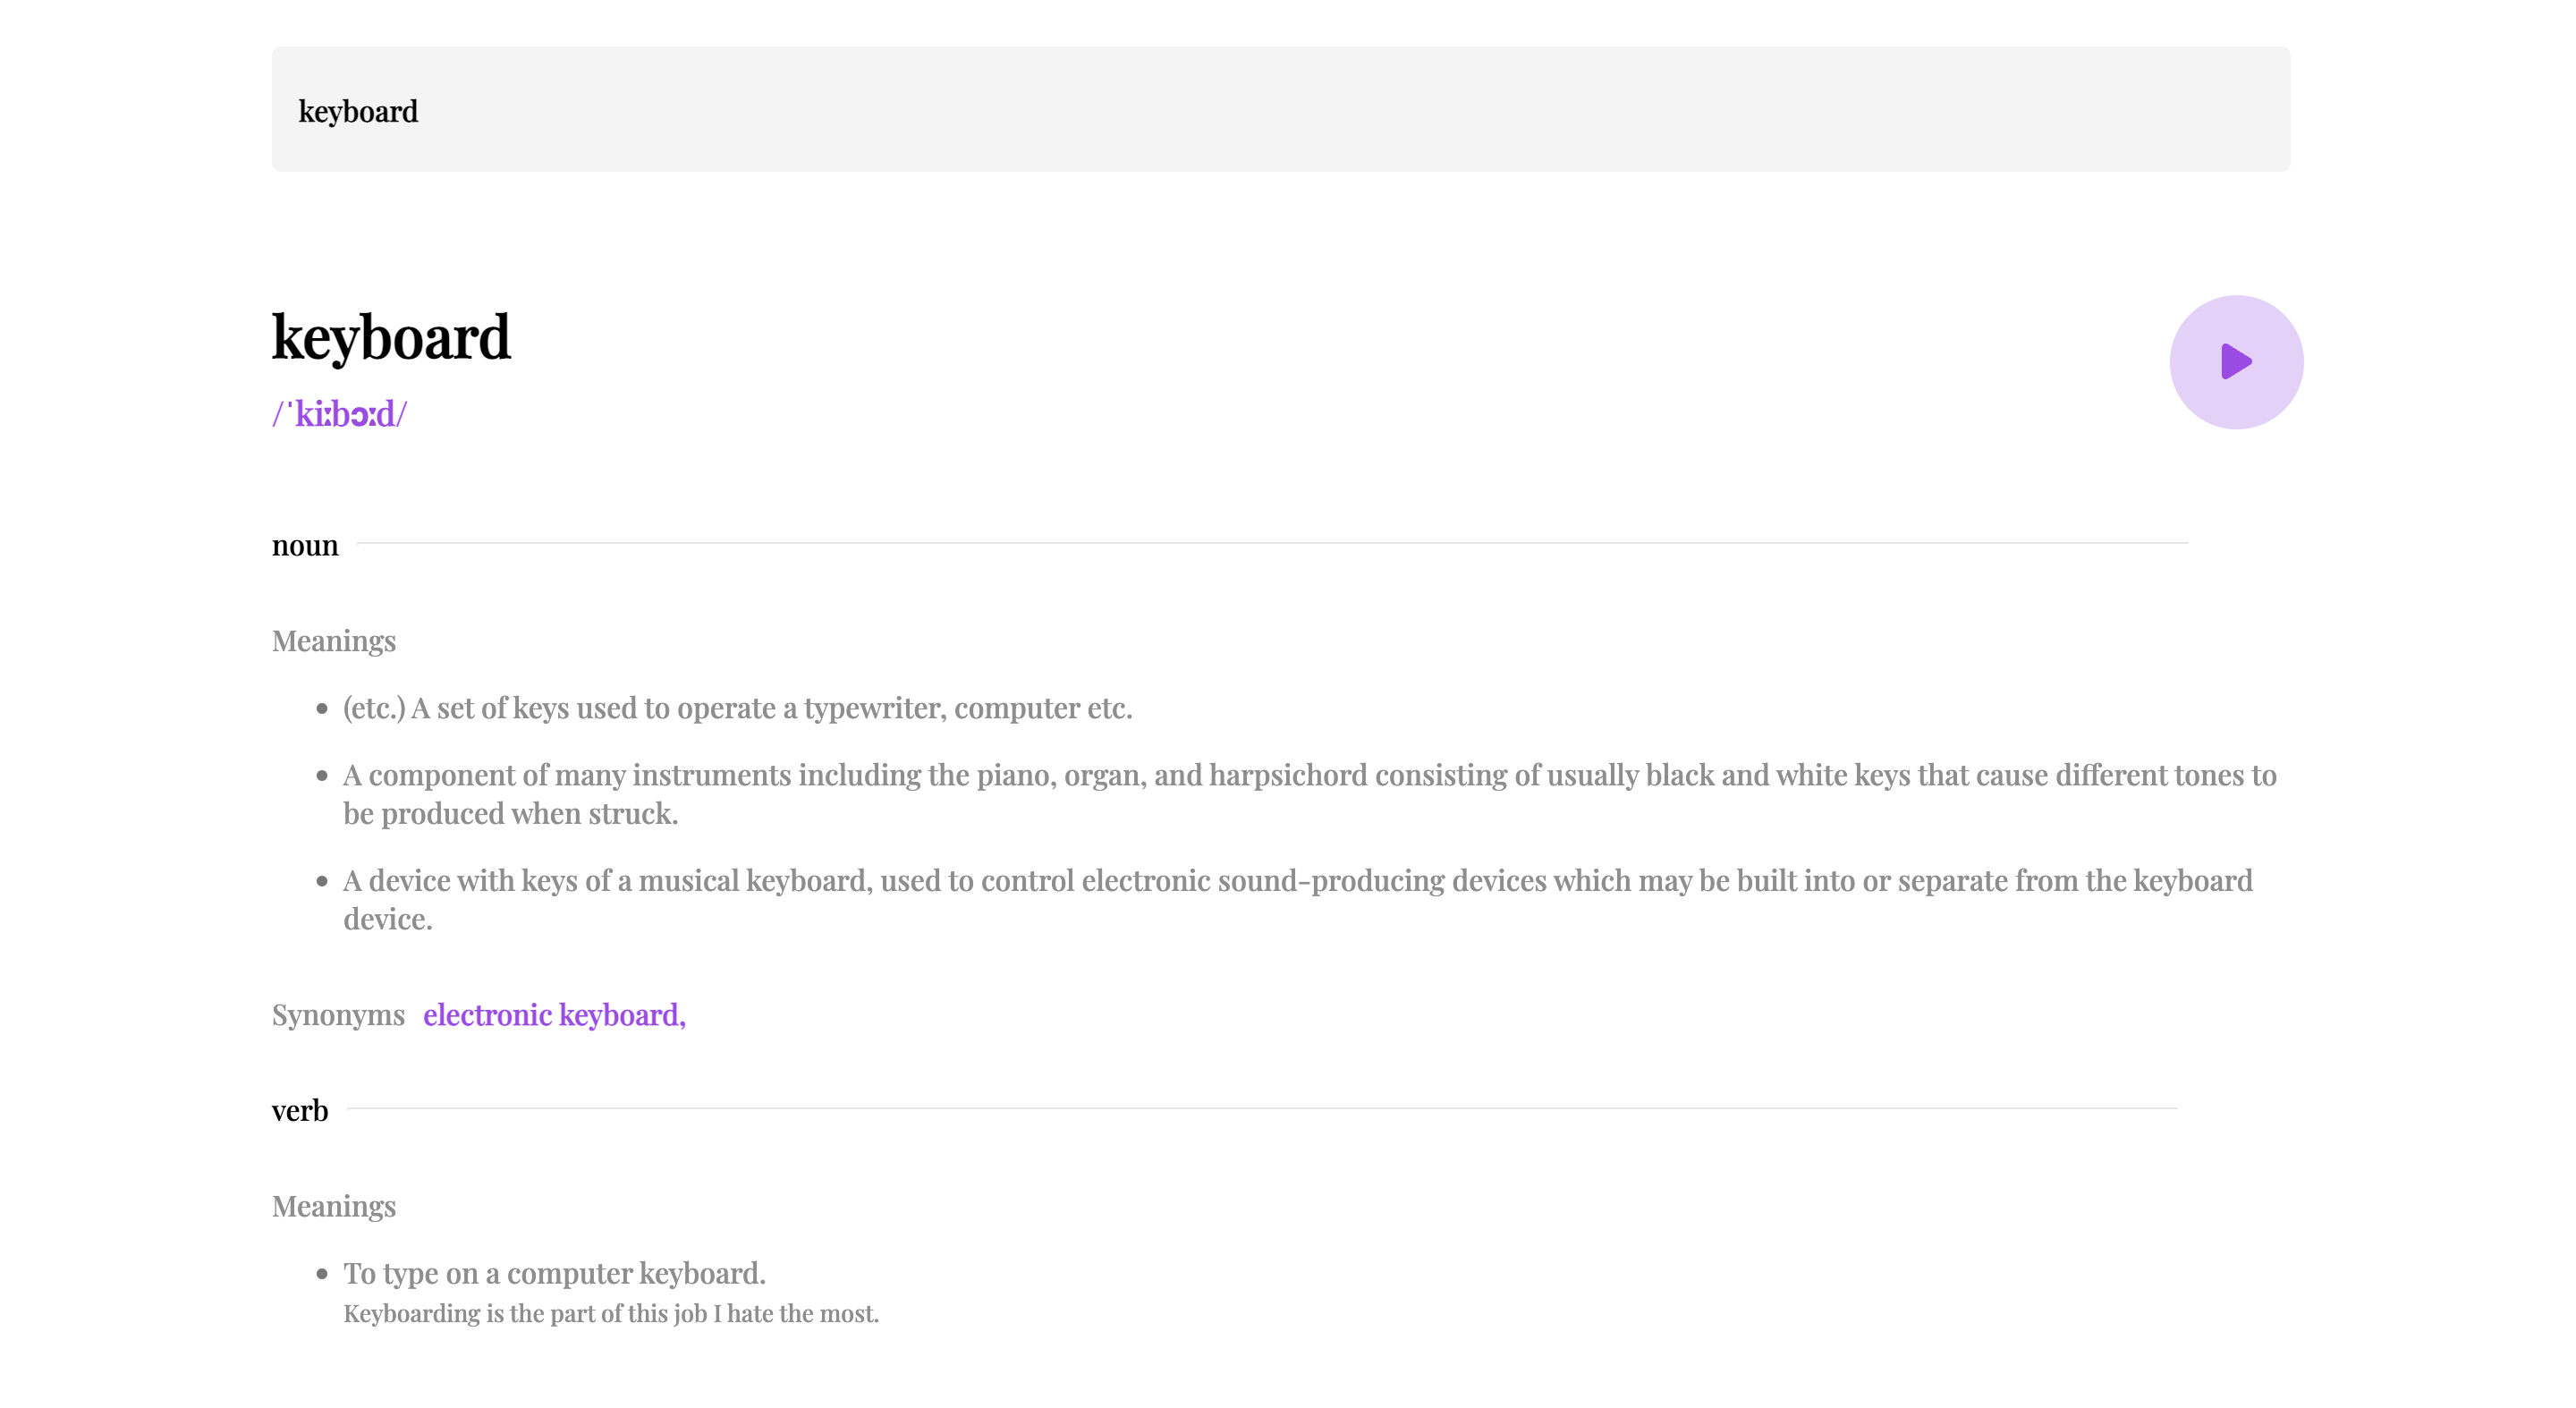 keyboard
keyboard
/ˈkiːbɔːd/
noun
Meanings
(etc.) A set of keys used to operate a typewriter, computer etc.
A component of many instruments including the piano, organ, and harpsichord consisting of usually black and white keys that cause different tones to
be produced when struck.
A device with keys of a musical keyboard, used to control electronic sound-producing devices which may be built into or separate from the keyboard
device.
Synonyms electronic keyboard,
verb
Meanings
To type on a computer keyboard.
Keyboarding is the part of this job I hate the most.